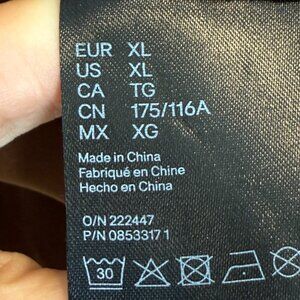 EUR XL
US XL
CA TG
CN 175/116A
MX XG
Made in China
Fabriqué en Chine
Hecho en China
O/N 222447
P/N 0853317 1
30